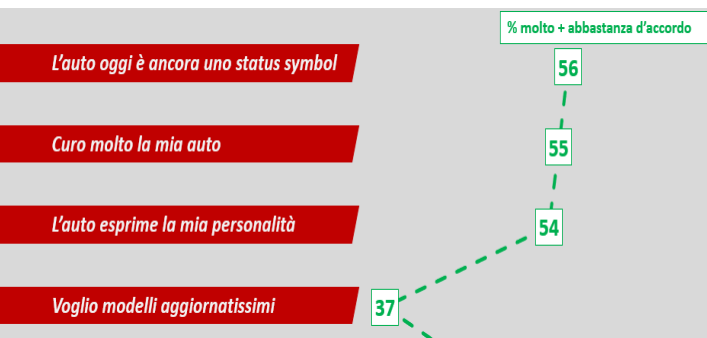 % molto + abbastanza d'accordo
L'auto oggi è ancora uno status symbol 56
Curo molto la mia auto 55
L'auto esprime la mia personalità 54
Voglio modelli aggiornatissimi 37